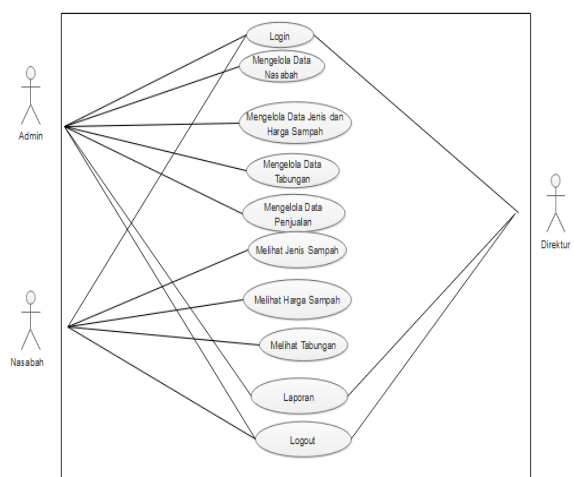 Login
Mengelola Data
Nasabah
Admin
Mengelola Data Jenis dan
Harga Sampah
Mengelola Data
Tabungan
Mengelola Data
Penjualan
Direktur
Melihat Jenis Sampah
Melihat Harga Sampah
Nasabah
Melihat Tabungan
Laporan
Logout